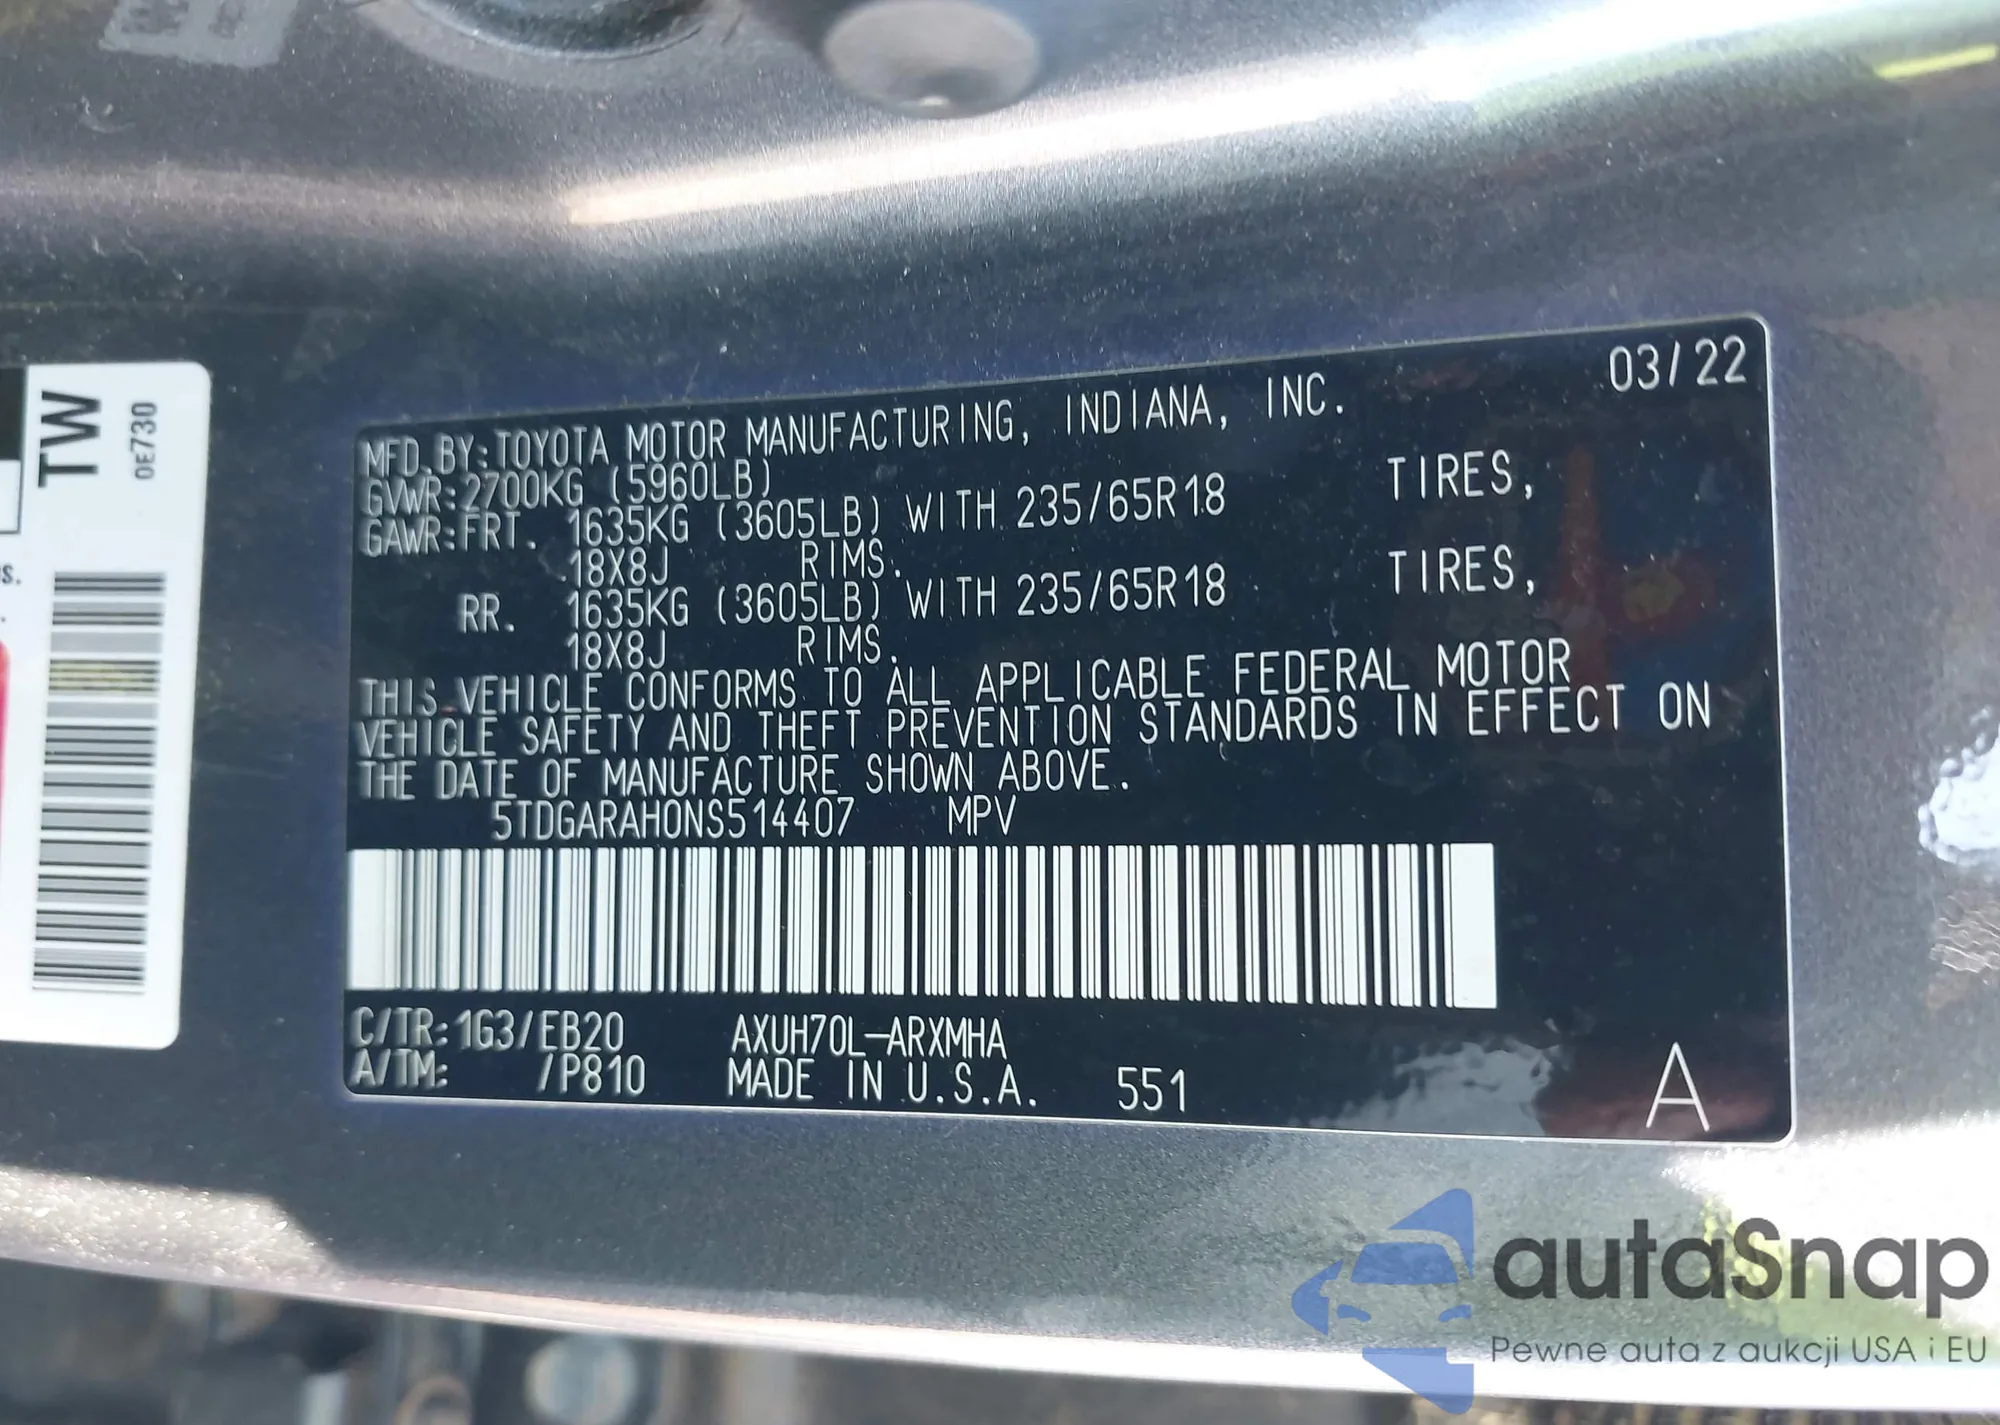 TW
0E730
03/22
MFD.BY:TOYOTA MOTOR MANUFACTURING, INDIANA, INC.
GVWR:2700KG (5960LB)
GAWR:FRT. 1635KG (3605LB) WITH 235/65R18 TIRES,
18X8J RIMS.
RR. 1635KG (3605LB) WITH 235/65R18 TIRES,
18X8J RIMS.
THIS VEHICLE CONFORMS TO ALL APPLICABLE FEDERAL MOTOR
VEHICLE SAFETY AND THEFT PREVENTION STANDARDS IN EFFECT ON
THE DATE OF MANUFACTURE SHOWN ABOVE.
5TDGARAH0NS514407 MPV
C/TR:1G3/EB20 AXUH70L-ARXMHA
A/TM: /P810 MADE IN U.S.A. 551 A
autaSnap
Pewne auta z aukcji USA i EU